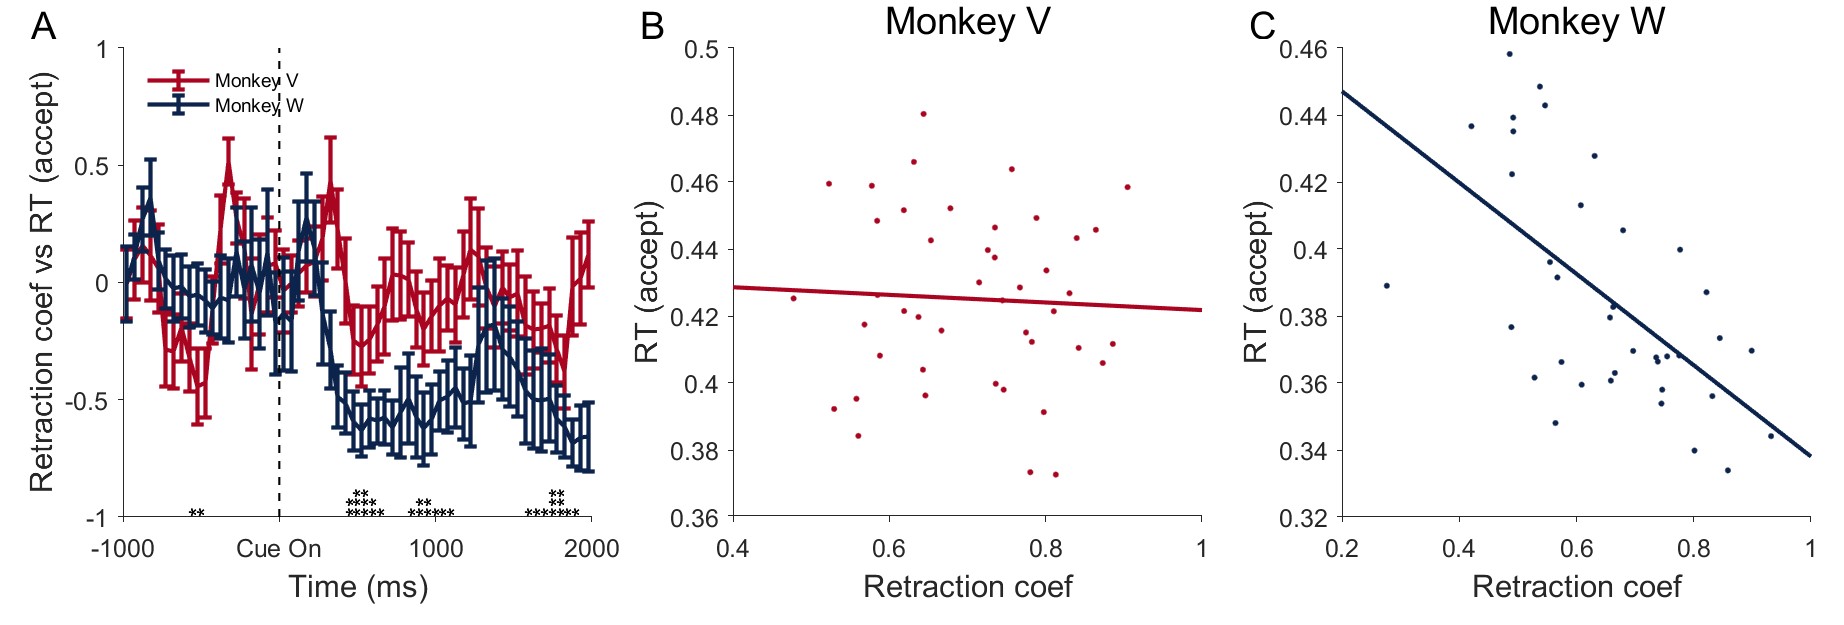 A
Retraction coef vs RT (accept)
1
0.5
0
-0.5
-1
Monkey V
Monkey W
** ** ** **
**** **
** ****** ****** *******
-1000 Cue On 1000 2000
Time (ms)
B
Monkey V
RT (accept)
0.5
0.48
0.46
0.44
0.42
0.4
0.38
0.36
0.4 0.6 0.8 1
Retraction coef
C
Monkey W
RT (accept)
0.46
0.44
0.42
0.4
0.38
0.36
0.34
0.32
0.2 0.4 0.6 0.8 1
Retraction coef